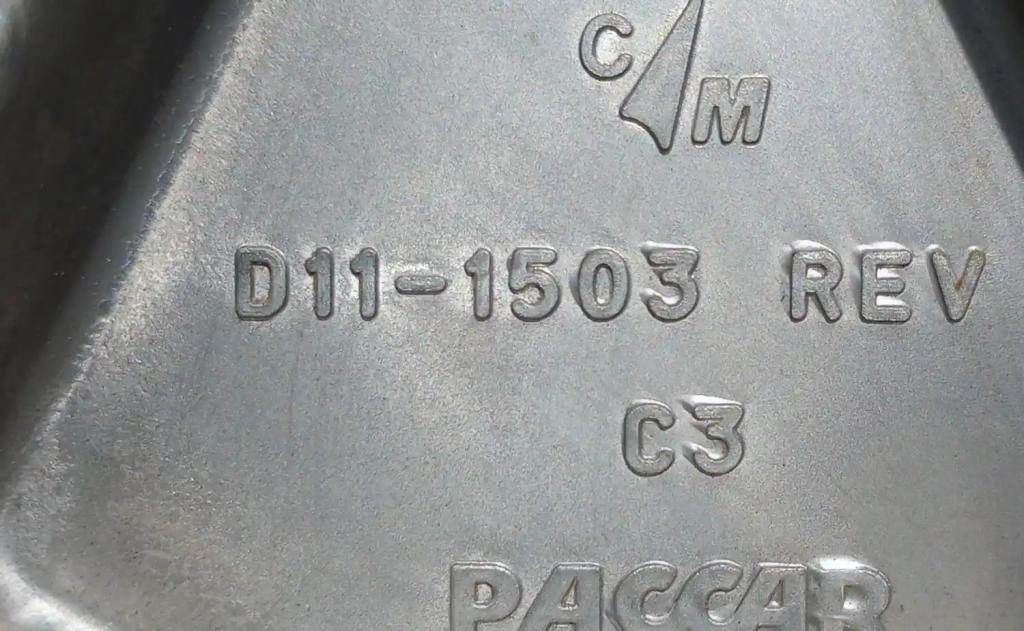 C M
D11-1503 REV
C3
PACCAR